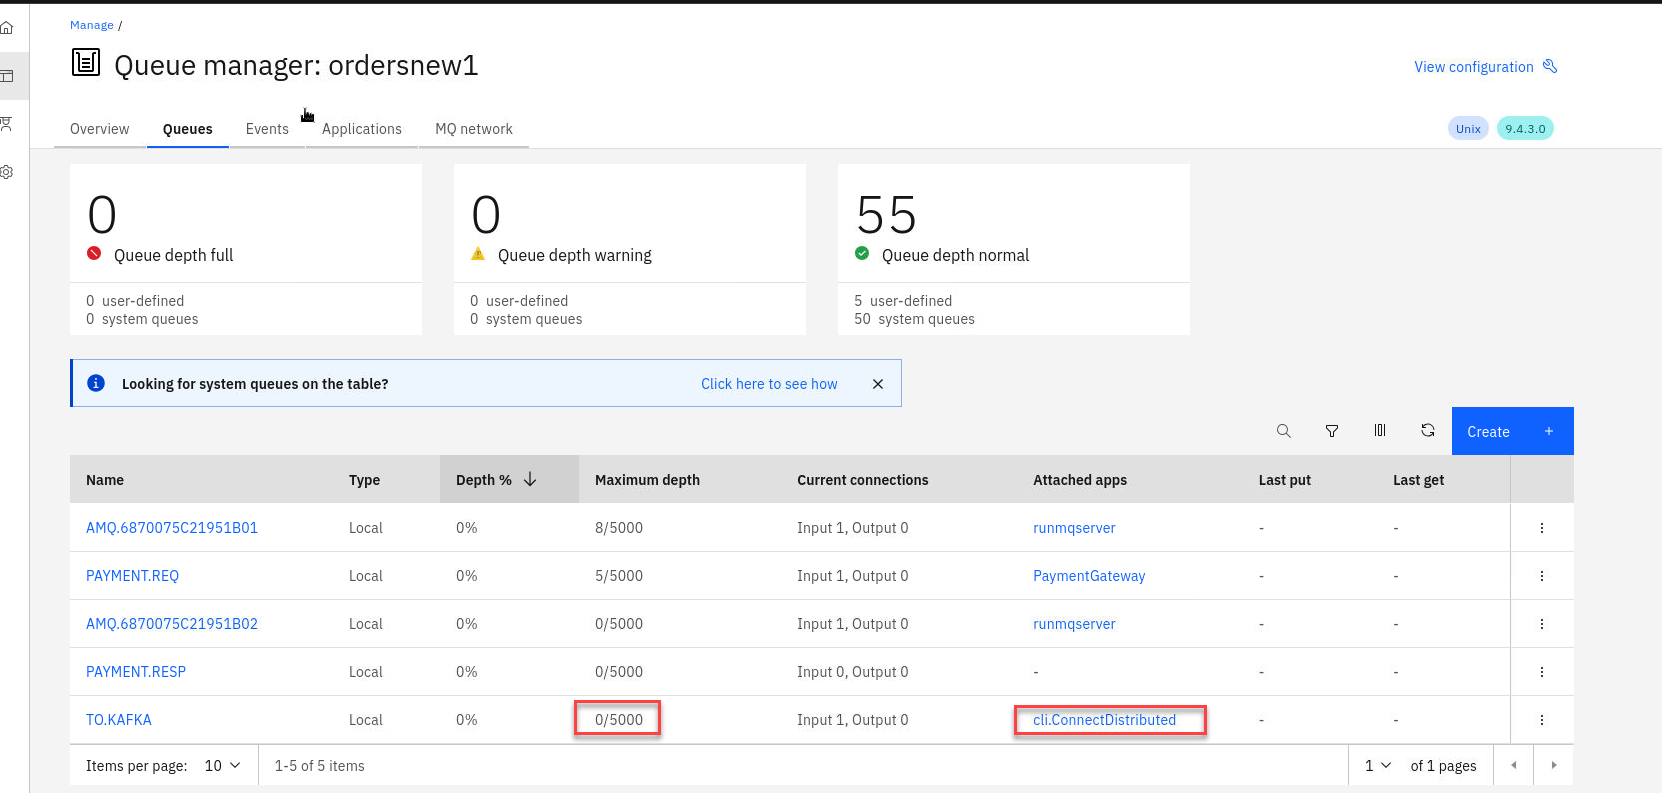 Manage /
Queue manager: ordersnew1
View configuration
Overview Queues Events Applications MQ network
Unix 9.4.3.0
0
Queue depth full
0 user-defined
0 system queues
0
Queue depth warning
0 user-defined
0 system queues
55
Queue depth normal
5 user-defined
50 system queues
Looking for system queues on the table? Click here to see how
Create +
Name Type Depth % Maximum depth Current connections Attached apps Last put Last get
AMQ.6870075C21951B01 Local 0% 8/5000 Input 1, Output 0 runmqserver - -
PAYMENT.REQ Local 0% 5/5000 Input 1, Output 0 PaymentGateway - -
AMQ.6870075C21951B02 Local 0% 0/5000 Input 1, Output 0 runmqserver - -
PAYMENT.RESP Local 0% 0/5000 Input 0, Output 0 - - -
TO.KAFKA Local 0% 0/5000 Input 1, Output 0 cli.ConnectDistributed - -
Items per page: 10 1-5 of 5 items 1 of 1 pages